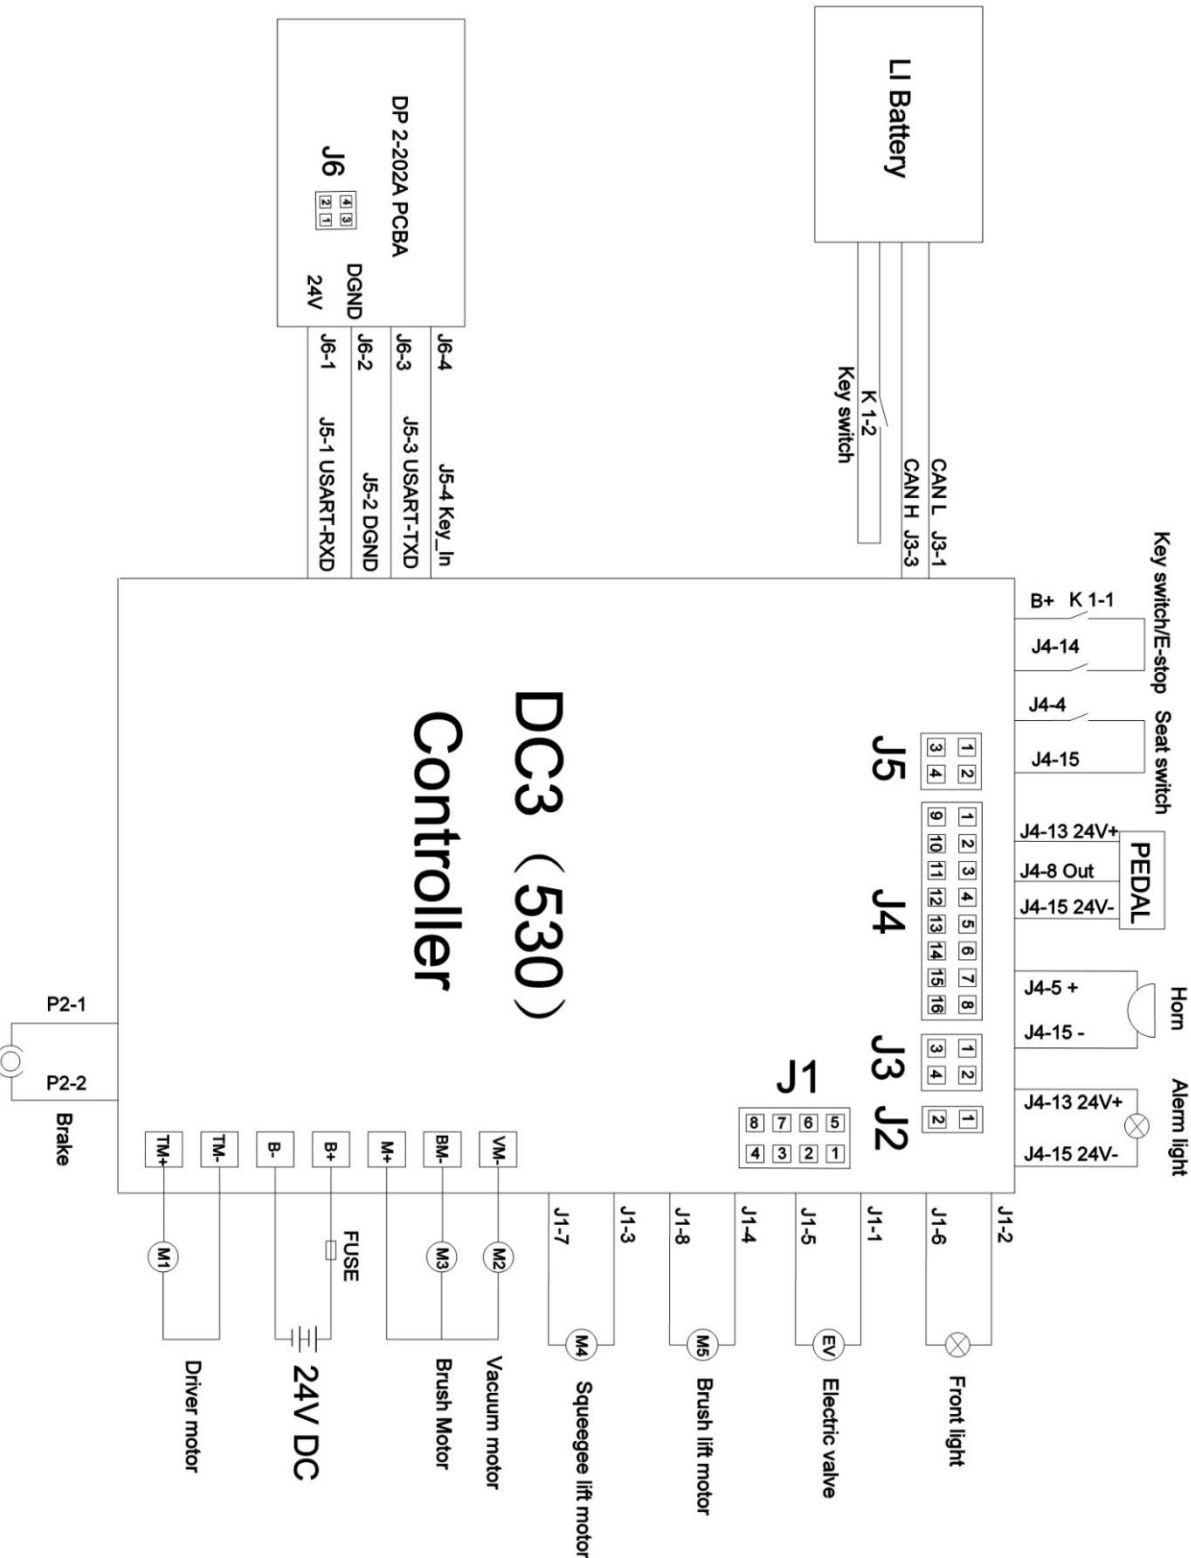 LI Battery
DP 2-202A PCBA
J6
4 3
2 1
DGND
24V
J6-4
J6-3
J6-2
J6-1
J5-4 Key_In
J5-3 USART-TXD
J5-2 DGND
J5-1 USART-RXD
K 1-2
Key switch
CAN L J3-1
CAN H J3-3
Key switch/E-stop
B+ K 1-1
J4-14
Seat switch
J4-4
J4-15
PEDAL
J4-13 24V+
J4-8 Out
J4-15 24V-
Horn
J4-5 +
J4-15 -
Alerm light
J4-13 24V+
J4-15 24V-
1 2
3 4
J5
1 2 3 4 5 6 7 8
9 10 11 12 13 14 15 16
J4
1 2
3 4
J3
1
2
J2
J1
5 1
6 2
7 3
8 4
DC3（530）
Controller
P2-1
P2-2
Brake
VM-
BM-
M+
B+
B-
TM-
TM+
J1-2
J1-6
Front light
J1-1
J1-5
EV
Electric valve
J1-4
J1-8
M5
Brush lift motor
J1-3
J1-7
M4
Squeegee lift motor
M2
Vacuum motor
M3
Brush Motor
FUSE
24V DC
M1
Driver motor